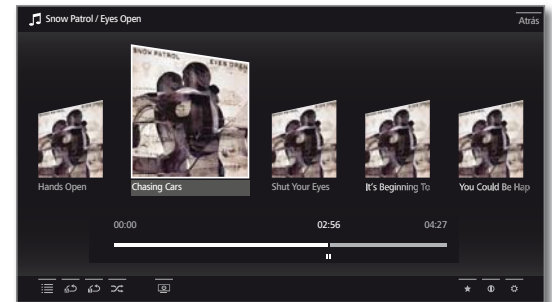 Snow Patrol / Eyes Open
Atrás
SNOW PATROL EYES OPEN
Hands Open
Chasing Cars
Shut Your Eyes
It's Beginning To
You Could Be Hap
00:00 02:56 04:27